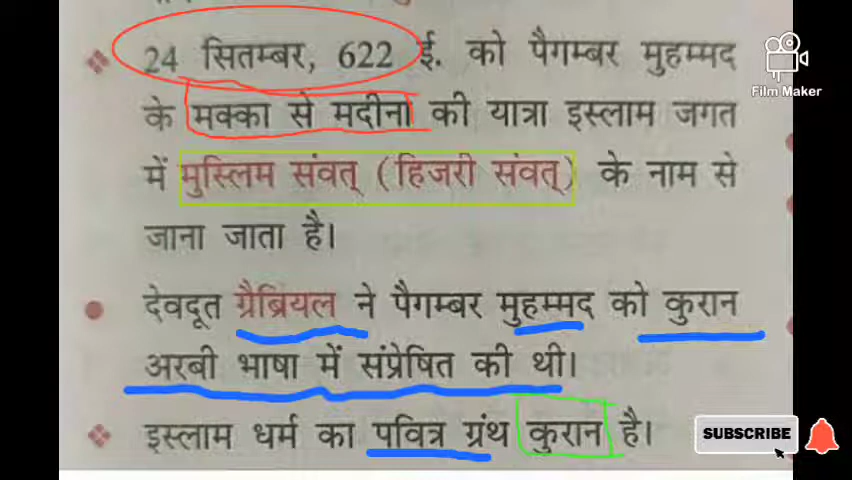 24 सितम्बर, 622 ई. को पैगम्बर मुहम्मद
के मक्का से मदीना की यात्रा इस्लाम जगत
में मुस्लिम संवत् (हिजरी संवत्) के नाम से
जाना जाता है।
देवदूत ग्रैब्रियल ने पैगम्बर मुहम्मद को कुरान
अरबी भाषा में संप्रेषित की थी।
इस्लाम धर्म का पवित्र ग्रंथ कुरान है।
Film Maker
SUBSCRIBE